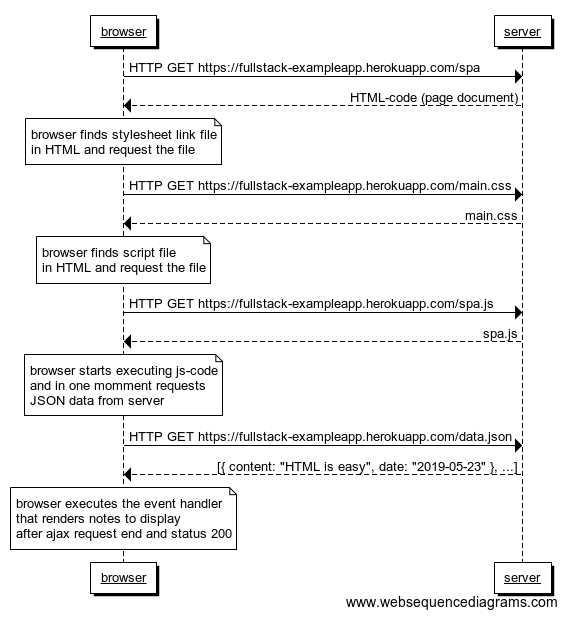 browser
server
HTTP GET https://fullstack-exampleapp.herokuapp.com/spa
HTML-code (page document)
browser finds stylesheet link file
in HTML and request the file
HTTP GET https://fullstack-exampleapp.herokuapp.com/main.css
main.css
browser finds script file
in HTML and request the file
HTTP GET https://fullstack-exampleapp.herokuapp.com/spa.js
spa.js
browser starts executing js-code
and in one momment requests
JSON data from server
HTTP GET https://fullstack-exampleapp.herokuapp.com/data.json
[{ content: "HTML is easy", date: "2019-05-23" }, ...]
browser executes the event handler
that renders notes to display
after ajax request end and status 200
browser
server
www.websequencediagrams.com